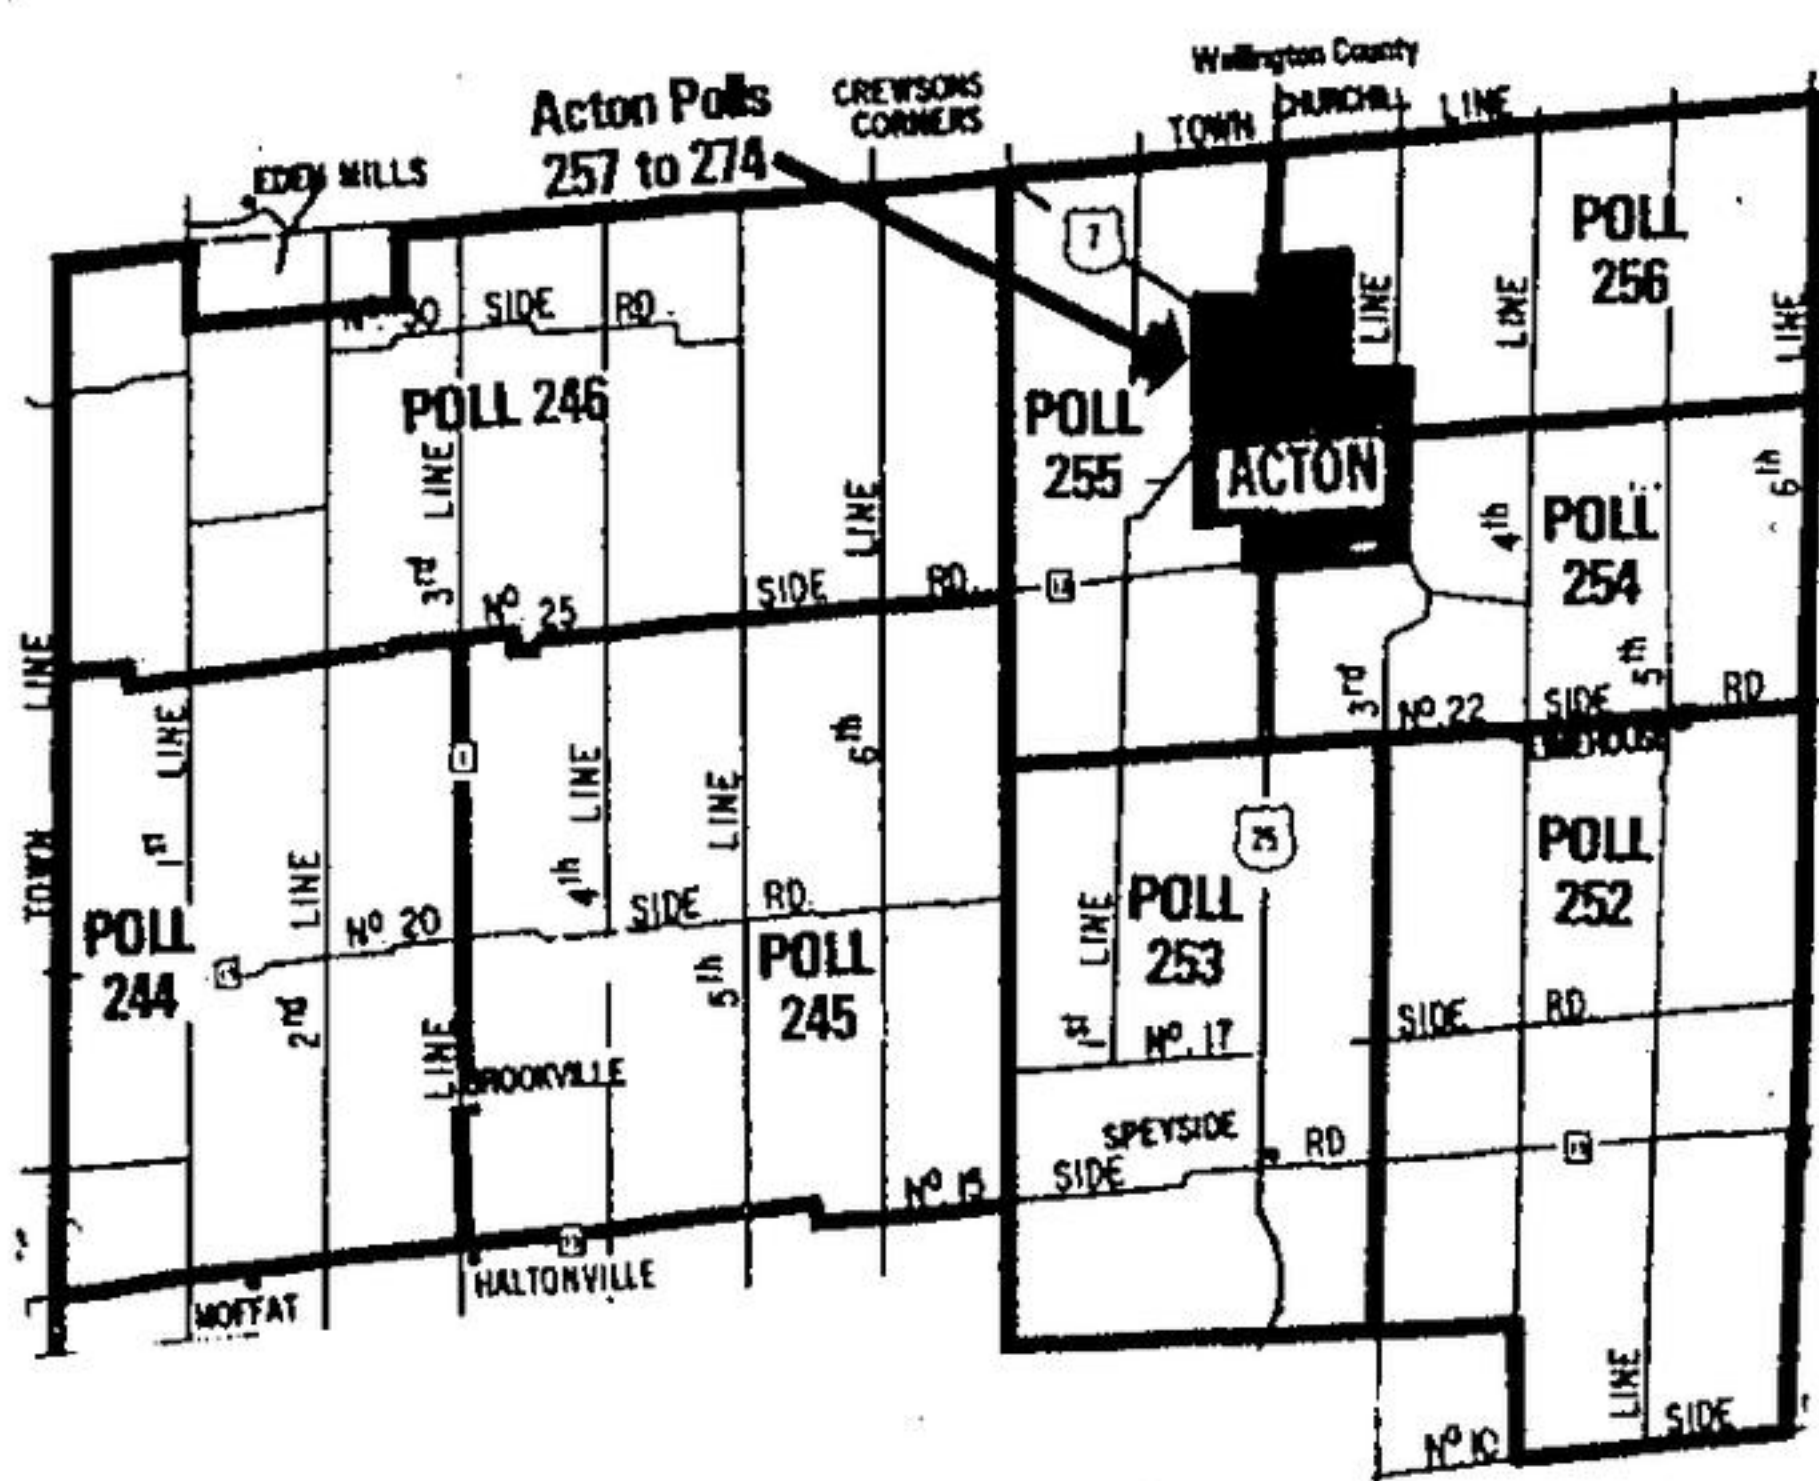 Wellington County
Acton Polls
257 to 274
CREWSONS
CORNERS
TOWN
CHURCHILL
LINE
EDEN MILLS
7
POLL
256
No. 30 SIDE RD.
LINE
LINE
LINE
POLL 246
POLL
255
ACTON
LINE
LINE
3rd
4th
POLL
254
6th
No 25 SIDE RD.
5th
3rd
No. 22 SIDE RD
LIMEHOUSE
TOWN LINE
1st LINE
1
4th LINE
LINE
5th
6th
25
POLL
252
POLL
253
1st LINE
POLL
244
2nd LINE
No. 20 SIDE RD.
POLL
245
LINE
No. 17 SIDE RD
BROOKVILLE
SPEYSIDE
No. 15 SIDE RD
HALTONVILLE
MOFFAT
LINE
No. 10 SIDE